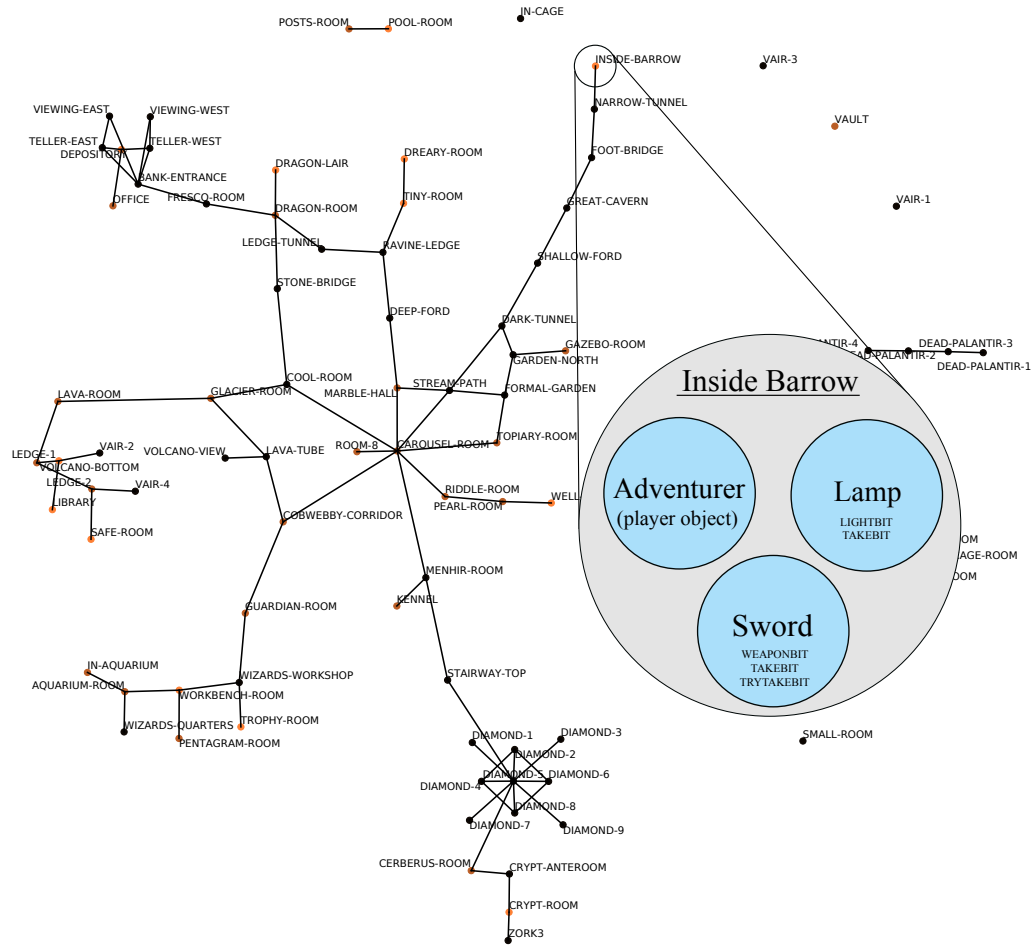 IN-CAGE
POSTS-ROOM
POOL-ROOM
INSIDE-BARROW
VAIR-3
NARROW-TUNNEL
VIEWING-EAST
VIEWING-WEST
VAULT
TELLER-EAST
TELLER-WEST
DEPOSITORY
FOOT-BRIDGE
DREARY-ROOM
DRAGON-LAIR
BANK-ENTRANCE
OFFICE
FRESCO-ROOM
TINY-ROOM
GREAT-CAVERN
VAIR-1
DRAGON-ROOM
LEDGE-TUNNEL
RAVINE-LEDGE
SHALLOW-FORD
STONE-BRIDGE
DEEP-FORD
DARK-TUNNEL
GAZEBO-ROOM
GARDEN-NORTH
DEAD-PALANTIR-3
DEAD-PALANTIR-1
COOL-ROOM
STREAM-PATH
MARBLE-HALL
FORMAL-GARDEN
LAVA-ROOM
GLACIER-ROOM
Inside Barrow
TOPIARY-ROOM
ROOM-8
CAROUSEL-ROOM
VAIR-2
VOLCANO-VIEW
LAVA-TUBE
LEDGE-1
VOLCANO-BOTTOM
LEDGE-2
VAIR-4
LIBRARY
RIDDLE-ROOM
PEARL-ROOM
WELL
Adventurer
(player object)
Lamp
LIGHTBIT
TAKEBIT
COBWEBBY-CORRIDOR
SAFE-ROOM
MENHIR-ROOM
KENNEL
GUARDIAN-ROOM
Sword
WEAPONBIT
TAKEBIT
TRYTAKEBIT
IN-AQUARIUM
AQUARIUM-ROOM
WORKBENCH-ROOM
WIZARDS-WORKSHOP
STAIRWAY-TOP
WIZARDS-QUARTERS
TROPHY-ROOM
PENTAGRAM-ROOM
SMALL-ROOM
DIAMOND-1
DIAMOND-3
DIAMOND-2
DIAMOND-4
DIAMOND-5
DIAMOND-6
DIAMOND-8
DIAMOND-7
DIAMOND-9
CERBERUS-ROOM
CRYPT-ANTEROOM
CRYPT-ROOM
ZORK3